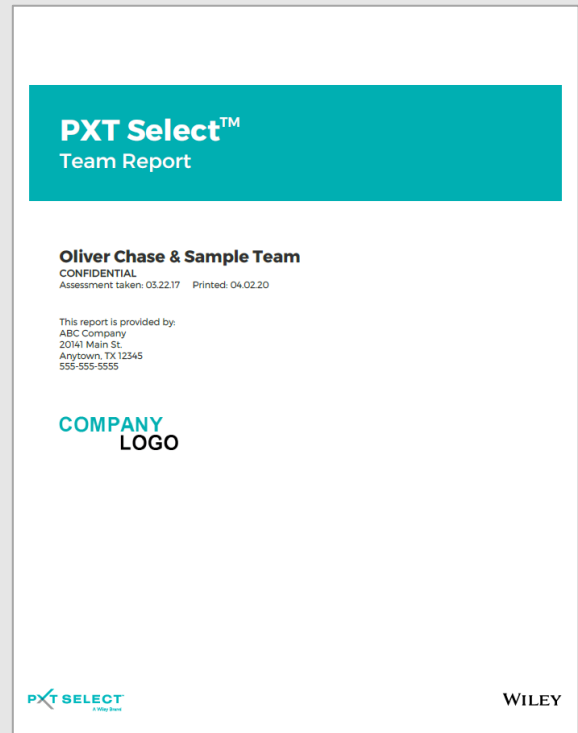 PXT Select™
Team Report
Oliver Chase & Sample Team
CONFIDENTIAL
Assessment taken: 03.22.17 Printed: 04.02.20
This report is provided by:
ABC Company
20141 Main St.
Anytown, TX 12345
555-555-5555
COMPANY
LOGO
PXT SELECT™
A Wiley Brand
WILEY